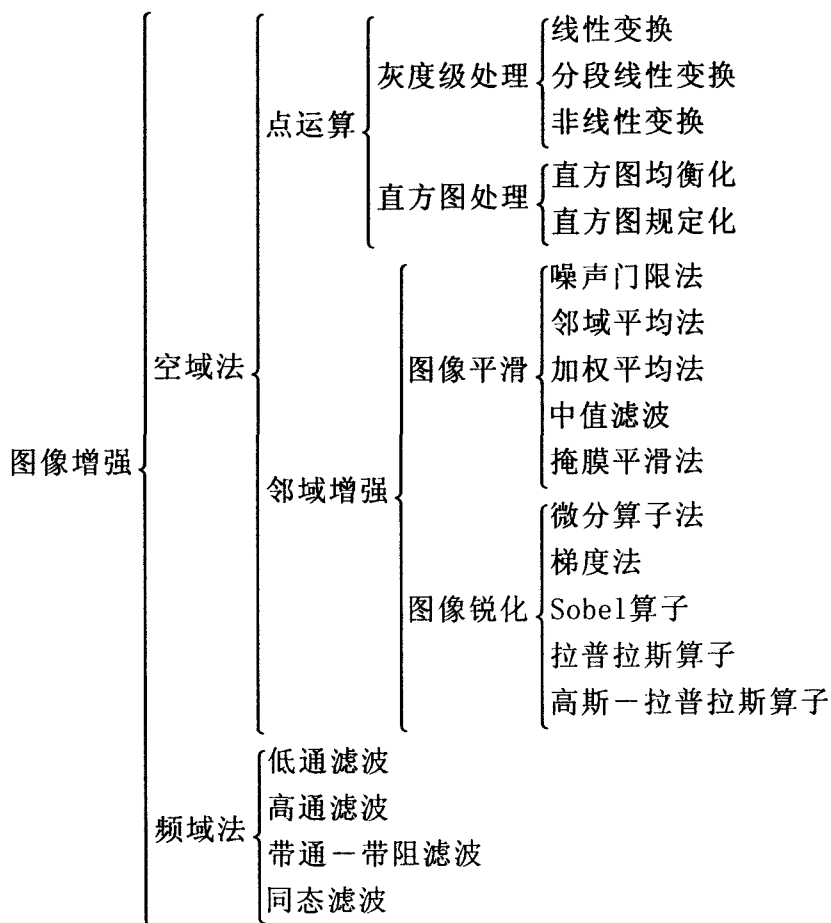 线性变换
灰度级处理
分段线性变换
非线性变换
点运算
直方图均衡化
直方图处理
直方图规定化
噪声门限法
邻域平均法
空域法
图像平滑
加权平均法
中值滤波
图像增强
掩膜平滑法
邻域增强
微分算子法
梯度法
图像锐化
Sobel算子
拉普拉斯算子
高斯－拉普拉斯算子
低通滤波
高通滤波
频域法
带通－带阻滤波
同态滤波